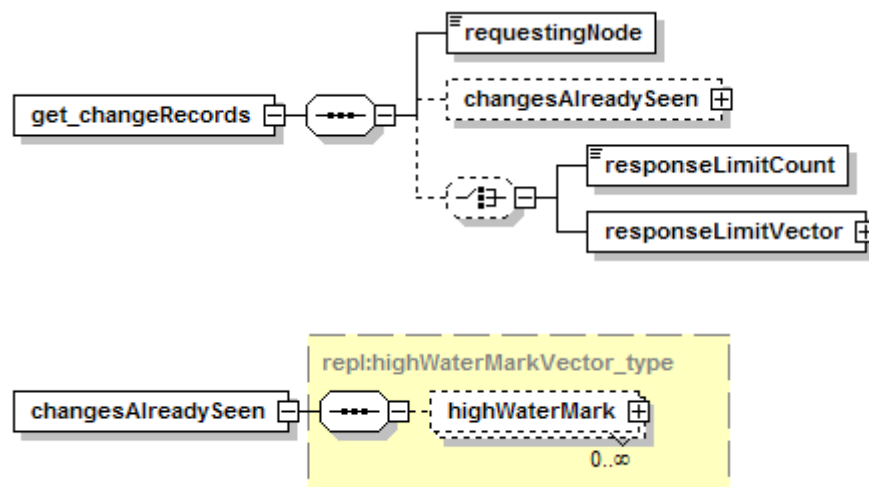 requestingNode
changesAlreadySeen
get_changeRecords
responseLimitCount
responseLimitVector
repl:highWaterMarkVector_type
changesAlreadySeen
highWaterMark
0..∞